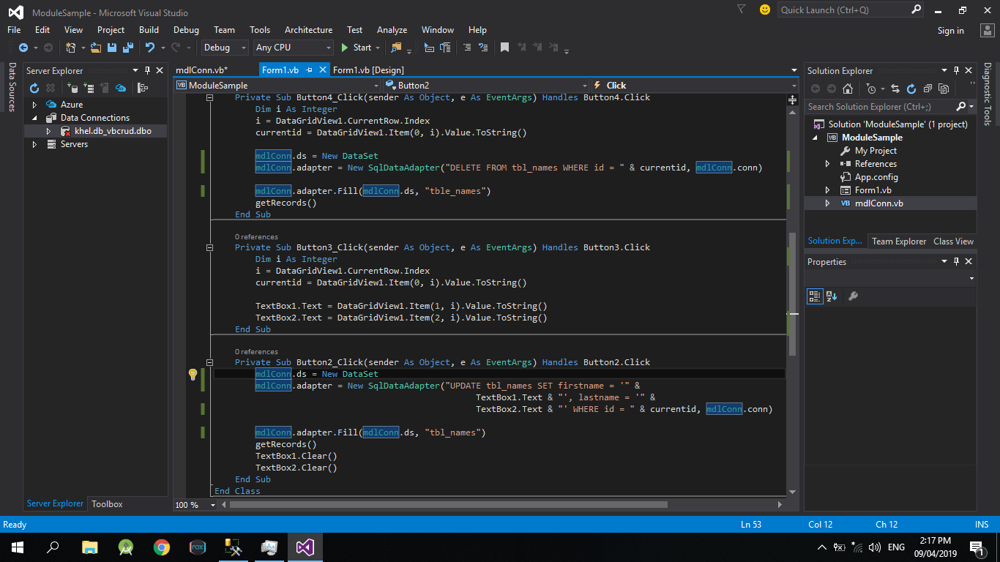 ModuleSample - Microsoft Visual Studio
Quick Launch (Ctrl+Q)
File Edit View Project Build Debug Team Tools Architecture Test Analyze Window Help
Sign in
Debug Any CPU Start
Data Sources
Server Explorer
Azure
Data Connections
khel.db_vbcrud.dbo
Servers
Server Explorer Toolbox
mdlConn.vb* Form1.vb Form1.vb [Design]
VB ModuleSample Button2 Click
Private Sub Button4_Click(sender As Object, e As EventArgs) Handles Button4.Click
Dim i As Integer
i = DataGridView1.CurrentRow.Index
currentid = DataGridView1.Item(0, i).Value.ToString()
mdlConn.ds = New DataSet
mdlConn.adapter = New SqlDataAdapter("DELETE FROM tbl_names WHERE id = " & currentid, mdlConn.conn)
mdlConn.adapter.Fill(mdlConn.ds, "tble_names")
getRecords()
End Sub
0 references
Private Sub Button3_Click(sender As Object, e As EventArgs) Handles Button3.Click
Dim i As Integer
i = DataGridView1.CurrentRow.Index
currentid = DataGridView1.Item(0, i).Value.ToString()
TextBox1.Text = DataGridView1.Item(1, i).Value.ToString()
TextBox2.Text = DataGridView1.Item(2, i).Value.ToString()
End Sub
0 references
Private Sub Button2_Click(sender As Object, e As EventArgs) Handles Button2.Click
mdlConn.ds = New DataSet
mdlConn.adapter = New SqlDataAdapter("UPDATE tbl_names SET firstname = '" &
TextBox1.Text & "', lastname = '" &
TextBox2.Text & "' WHERE id = " & currentid, mdlConn.conn)
mdlConn.adapter.Fill(mdlConn.ds, "tbl_names")
getRecords()
TextBox1.Clear()
TextBox2.Clear()
End Sub
End Class
100 %
Solution Explorer
Search Solution Explorer (Ctrl+;)
Solution 'ModuleSample' (1 project)
VB ModuleSample
My Project
References
App.config
Form1.vb
VB mdlConn.vb
Solution Exp... Team Explorer Class View
Properties
Diagnostic Tools
Ready Ln 53 Col 12 Ch 12 INS
nox
ENG
2:17 PM
09/04/2019
1